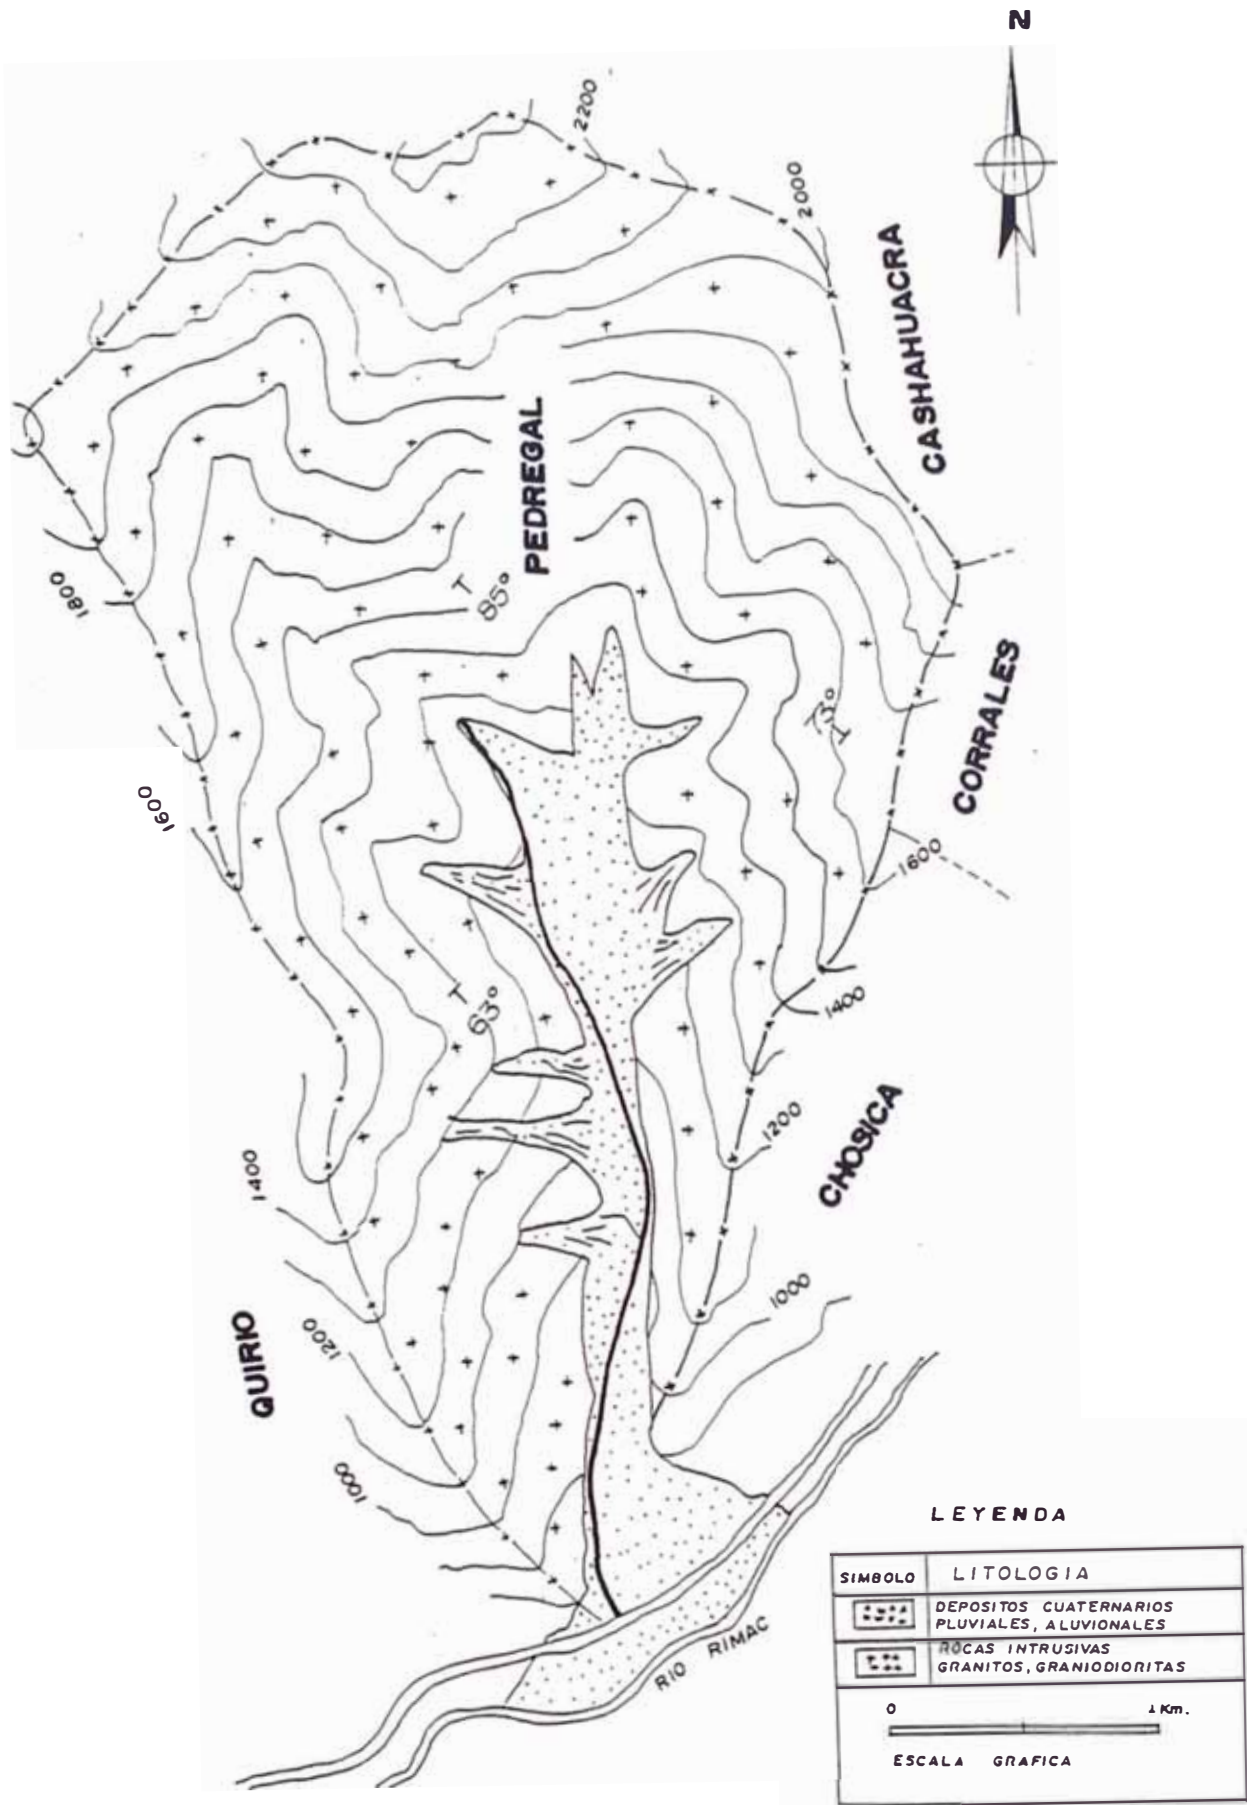 N
2200
2000
CASHAHUACRA
PEDREGAL
1800
85°
CORRALES
73°
1600
1600
63°
1400
CHOSICA
1200
1400
1000
QUIRIO
1200
1000
RIO RIMAC
LEYENDA
SIMBOLO LITOLOGIA
DEPOSITOS CUATERNARIOS
PLUVIALES, ALUVIONALES
ROCAS INTRUSIVAS
GRANITOS, GRANIODIORITAS
0 1 Km.
ESCALA GRAFICA